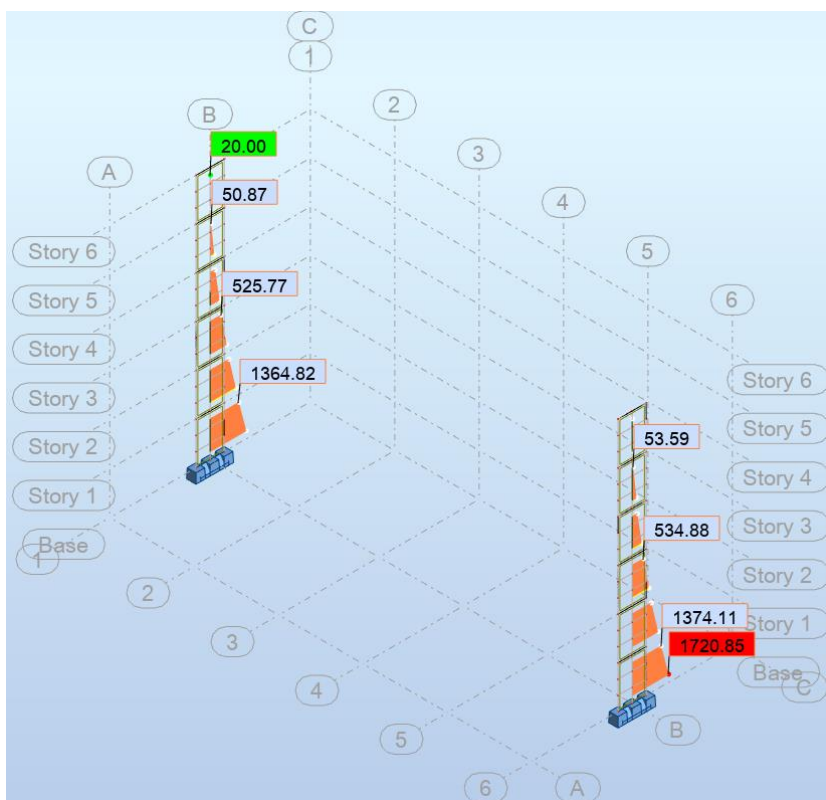 C
1
2
B
20.00
3
A
50.87
4
5
Story 6
525.77
6
Story 5
Story 4
1364.82
Story 6
Story 3
Story 5
Story 2
53.59
Story 4
Story 1
534.88
Story 3
Base
1
Story 2
2
1374.11
Story 1
3
1720.85
Base
4
C
5
B
6
A